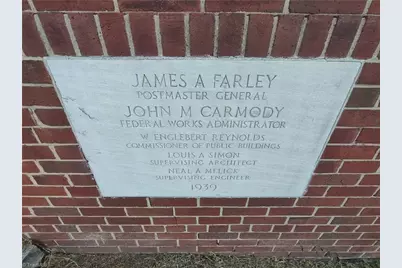 JAMES A FARLEY
POSTMASTER GENERAL
JOHN M CARMODY
FEDERAL WORKS ADMINISTRATOR
W ENGLEBERT REYNOLDS
COMMISSIONER OF PUBLIC BUILDINGS
LOUIS A SIMON
SUPERVISING ARCHITECT
NEAL A MELICK
SUPERVISING ENGINEER
1939